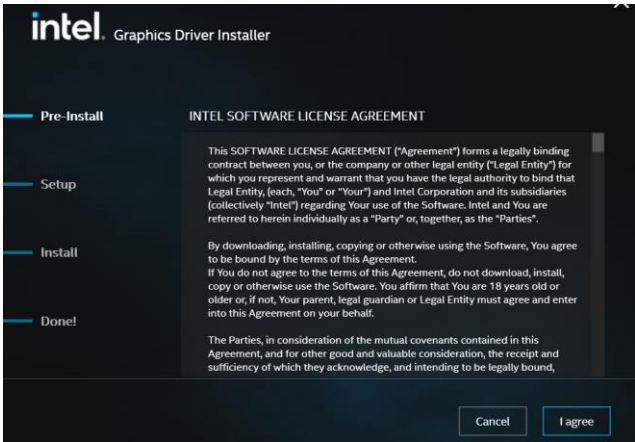 intel. Graphics Driver Installer
Pre-Install
INTEL SOFTWARE LICENSE AGREEMENT
This SOFTWARE LICENSE AGREEMENT ("Agreement") forms a legally binding
contract between you, or the company or other legal entity ("Legal Entity") for
which you represent and warrant that you have the legal authority to bind that
Legal Entity, (each, "You" or "Your") and Intel Corporation and its subsidiaries
(collectively "Intel") regarding Your use of the Software. Intel and You are
referred to herein individually as a "Party" or, together, as the "Parties".
Setup
By downloading, installing, copying or otherwise using the Software, You agree
to be bound by the terms of this Agreement.
If You do not agree to the terms of this Agreement, do not download, install,
copy or otherwise use the Software. You affirm that You are 18 years old or
older or, if not, Your parent, legal guardian or Legal Entity must agree and enter
into this Agreement on your behalf.
Install
Done!
The Parties, in consideration of the mutual covenants contained in this
Agreement, and for other good and valuable consideration, the receipt and
sufficiency of which they acknowledge, and intending to be legally bound,
Cancel
I agree